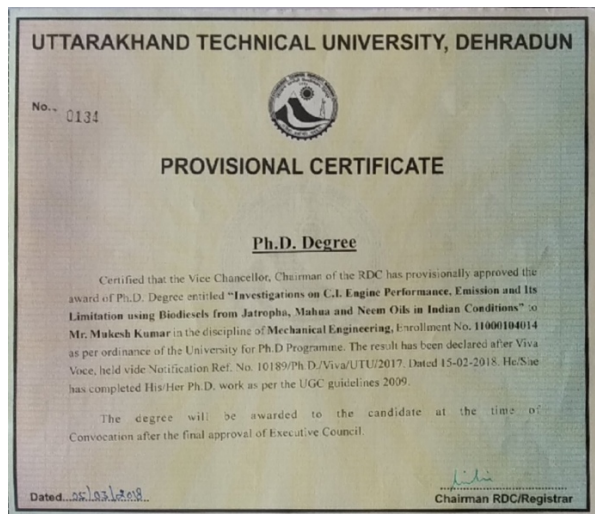 UTTARAKHAND TECHNICAL UNIVERSITY, DEHRADUN
No... 0134
PROVISIONAL CERTIFICATE
Ph.D. Degree
Certified that the Vice Chancellor, Chairman of the RDC has provisionally approved the
award of Ph.D. Degree entitled "Investigations on C.I. Engine Performance, Emission and Its
Limitation using Biodiesels from Jatropha, Mahua and Neem Oils in Indian Conditions" to
Mr. Mukesh Kumar in the discipline of Mechanical Engineering, Enrollment No. 11000104014
as per ordinance of the University for Ph.D Programme. The result has been declared after Viva
Voce, held vide Notification Ref. No. 10189/Ph.D./Viva/UTU/2017. Dated 15-02-2018. He/She
has completed His/Her Ph.D. work as per the UGC guidelines 2009.
The degree will be awarded to the candidate at the time of
Convocation after the final approval of Executive Council.
Dated...05/03/2018..
Chairman RDC/Registrar